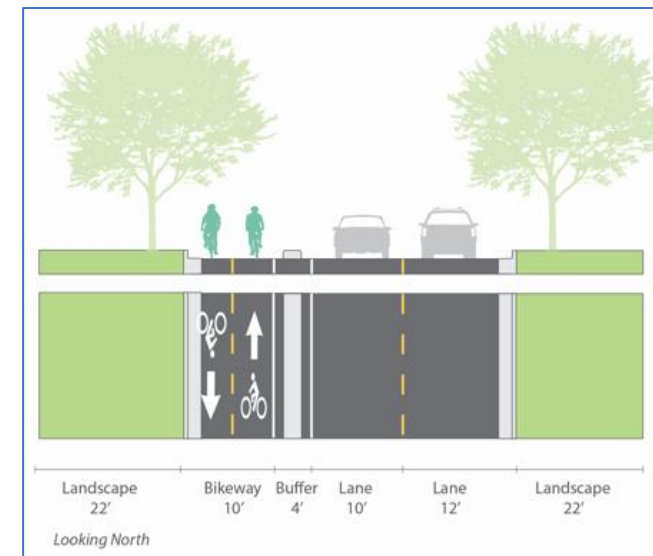 Landscape Bikeway Buffer Lane Lane Landscape
22' 10' 4' 10' 12' 22'
Looking North